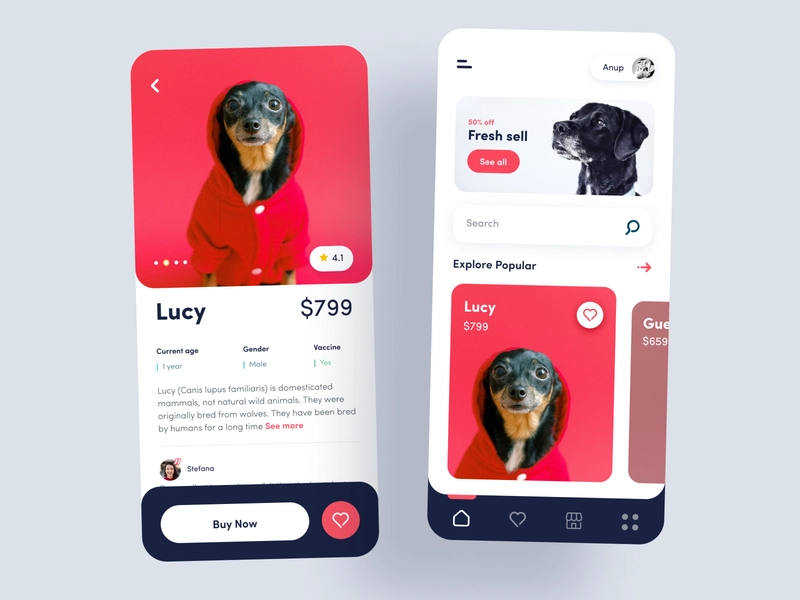 4.1
Lucy
$799
Current age
Gender
Vaccine
1 year
Male
Yes
Lucy (Canis lupus familiaris) is domesticated
mammals, not natural wild animals. They were
originally bred from wolves. They have been bred
by humans for a long time See more
Stefana
Buy Now
Anup
50% off
Fresh sell
See all
Search
Explore Popular
Lucy
$799
Gue
$659